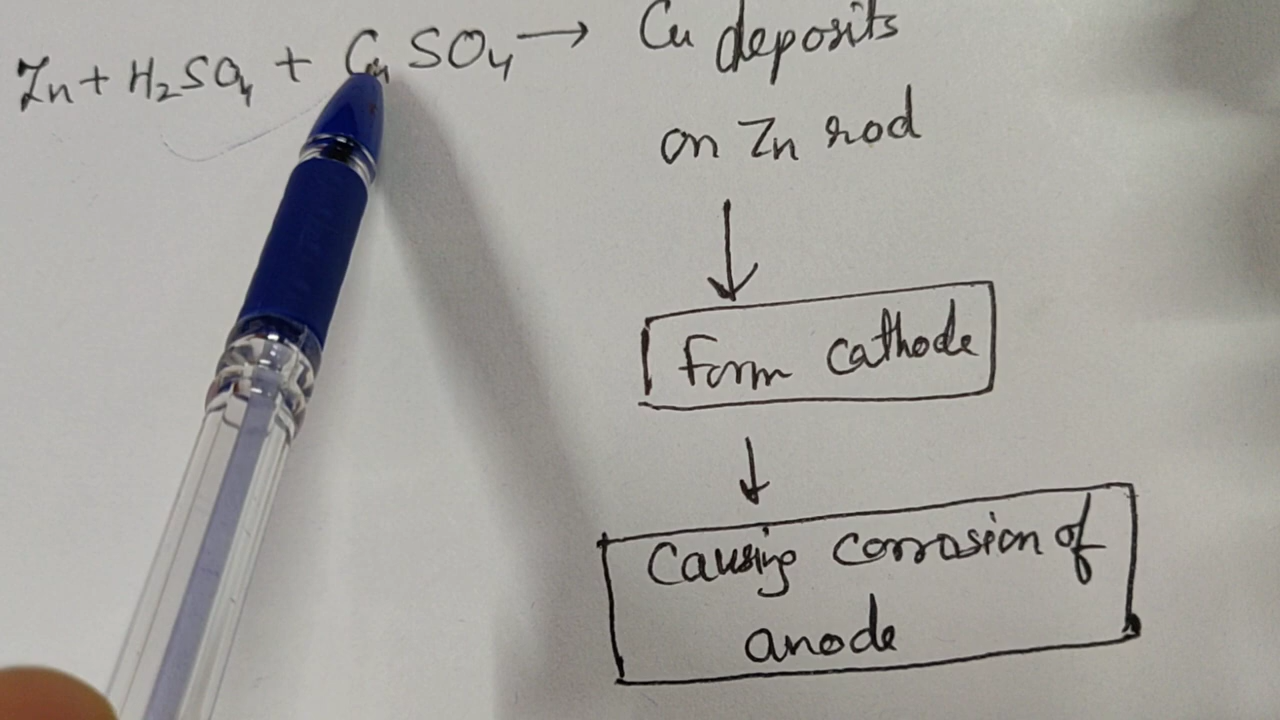 Zn + H₂SO₄ + CuSO₄ → Cu deposits
on Zn rod
↓
Form cathode
↓
Causing corrosion of
anode